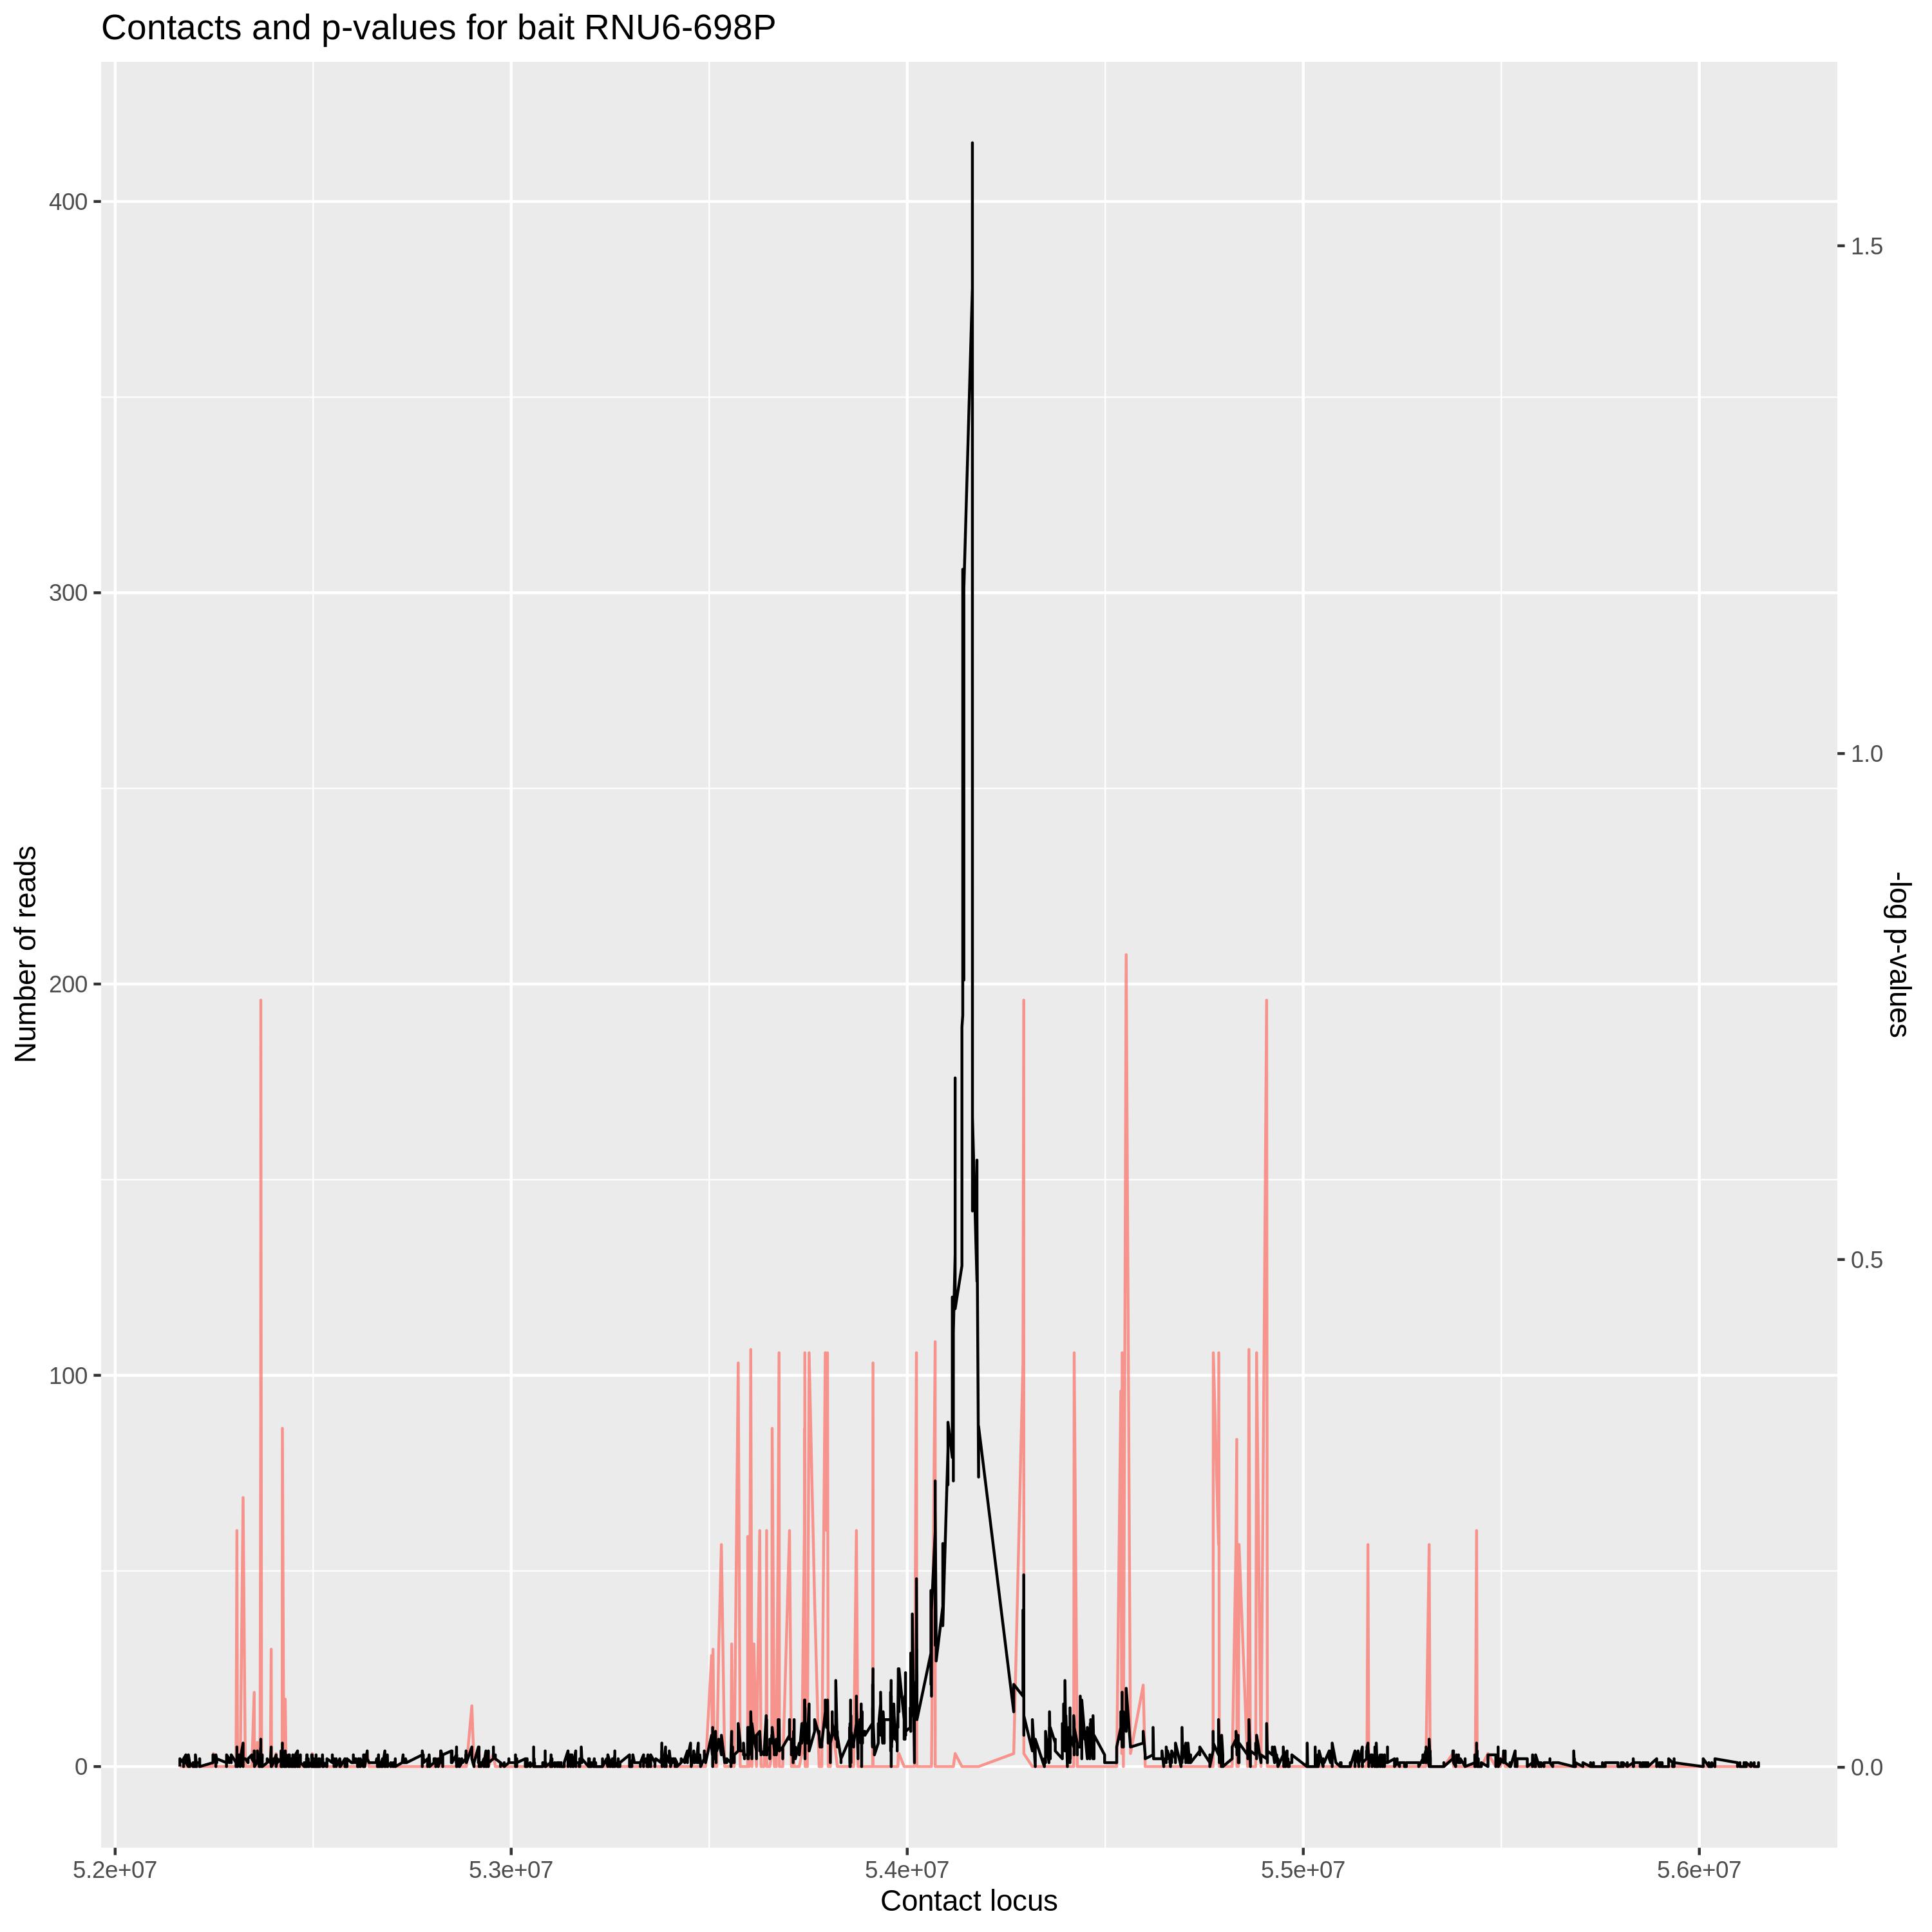 Contacts and p-values for bait RNU6-698P
400
300
200
100
0
Number of reads
1.5
1.0
0.5
0.0
-log p-values
5.2e+07 5.3e+07 5.4e+07 5.5e+07 5.6e+07
Contact locus